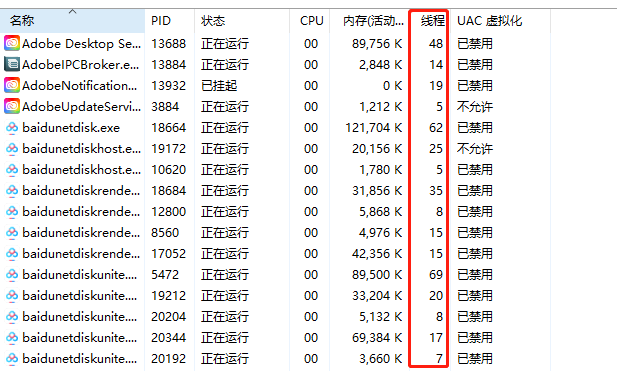 名称 PID 状态 CPU 内存(活动... 线程 UAC 虚拟化
Adobe Desktop Se... 13688 正在运行 00 89,756 K 48 已禁用
AdobeIPCBroker.e... 13884 正在运行 00 2,848 K 14 已禁用
AdobeNotification... 13932 已挂起 00 0 K 19 已禁用
AdobeUpdateServi... 3884 正在运行 00 1,212 K 5 不允许
baidunetdisk.exe 18664 正在运行 00 121,704 K 62 已禁用
baidunetdiskhost.e... 19172 正在运行 00 20,156 K 25 不允许
baidunetdiskhost.e... 10620 正在运行 00 1,780 K 5 已禁用
baidunetdiskrende... 18684 正在运行 00 31,856 K 35 已禁用
baidunetdiskrende... 12800 正在运行 00 5,868 K 8 已禁用
baidunetdiskrende... 8560 正在运行 00 4,976 K 15 已禁用
baidunetdiskrende... 17052 正在运行 00 42,356 K 15 已禁用
baidunetdiskunite.... 5472 正在运行 00 89,500 K 69 已禁用
baidunetdiskunite.... 19212 正在运行 00 33,204 K 20 已禁用
baidunetdiskunite.... 20204 正在运行 00 5,132 K 8 已禁用
baidunetdiskunite.... 20344 正在运行 00 69,384 K 17 已禁用
baidunetdiskunite.... 20192 正在运行 00 3,660 K 7 已禁用